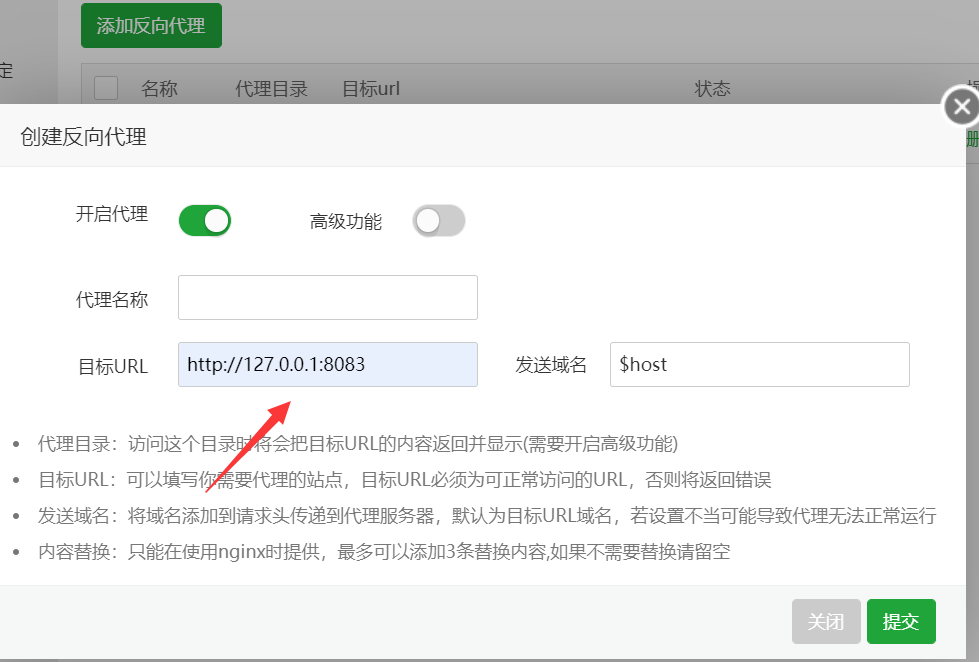 添加反向代理
定
名称 代理目录 目标url 状态
创建反向代理
开启代理 高级功能
代理名称
目标URL http://127.0.0.1:8083 发送域名 $host
代理目录：访问这个目录时将会把目标URL的内容返回并显示(需要开启高级功能)
目标URL：可以填写你需要代理的站点，目标URL必须为可正常访问的URL，否则将返回错误
发送域名：将域名添加到请求头传递到代理服务器，默认为目标URL域名，若设置不当可能导致代理无法正常运行
内容替换：只能在使用nginx时提供，最多可以添加3条替换内容,如果不需要替换请留空
关闭 提交